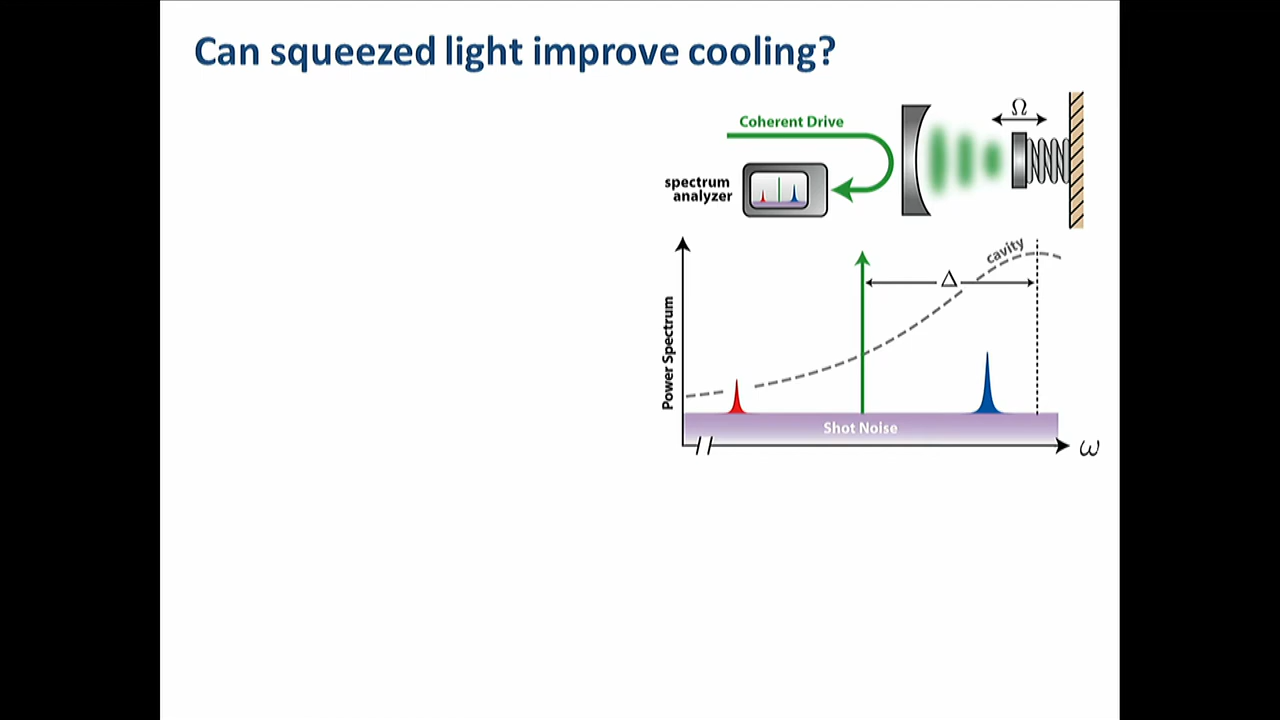 Can squeezed light improve cooling?
Coherent Drive
Ω
spectrum
analyzer
cavity
Δ
Power Spectrum
Shot Noise
ω